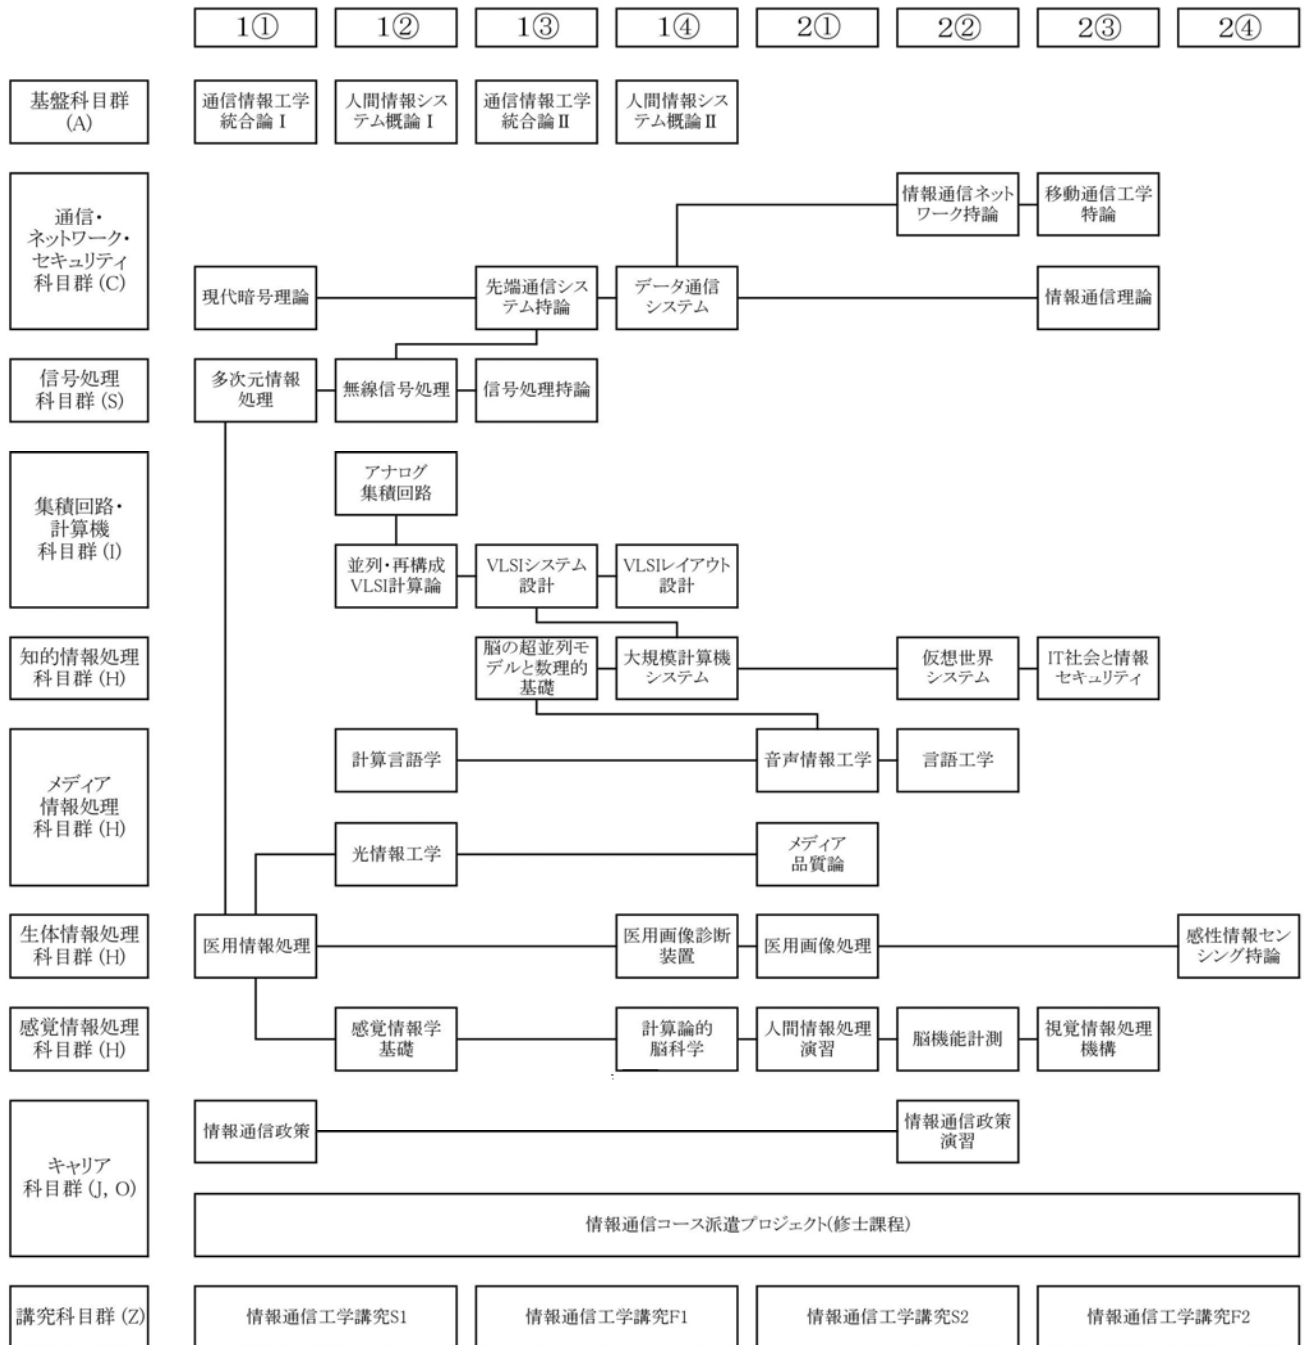 1①
1②
1③
1④
2①
2②
2③
2④
基盤科目群
(A)
通信情報工学
統合論Ⅰ
人間情報シス
テム概論Ⅰ
通信情報工学
統合論Ⅱ
人間情報シス
テム概論Ⅱ
通信・
ネットワーク・
セキュリティ
科目群(C)
情報通信ネット
ワーク持論
移動通信工学
特論
現代暗号理論
先端通信シス
テム持論
データ通信
システム
情報通信理論
信号処理
科目群(S)
多次元情報
処理
無線信号処理
信号処理持論
集積回路・
計算機
科目群(I)
アナログ
集積回路
並列・再構成
VLSI計算論
VLSIシステム
設計
VLSIレイアウト
設計
知的情報処理
科目群(H)
脳の超並列モ
デルと数理的
基礎
大規模計算機
システム
仮想世界
システム
IT社会と情報
セキュリティ
メディア
情報処理
科目群(H)
計算言語学
音声情報工学
言語工学
光情報工学
メディア
品質論
生体情報処理
科目群(H)
医用情報処理
医用画像診断
装置
医用画像処理
感性情報セン
シング持論
感覚情報処理
科目群(H)
感覚情報学
基礎
計算論的
脳科学
人間情報処理
演習
脳機能計測
視覚情報処理
機構
キャリア
科目群(J, O)
情報通信政策
情報通信政策
演習
情報通信コース派遣プロジェクト(修士課程)
講究科目群(Z)
情報通信工学講究S1
情報通信工学講究F1
情報通信工学講究S2
情報通信工学講究F2